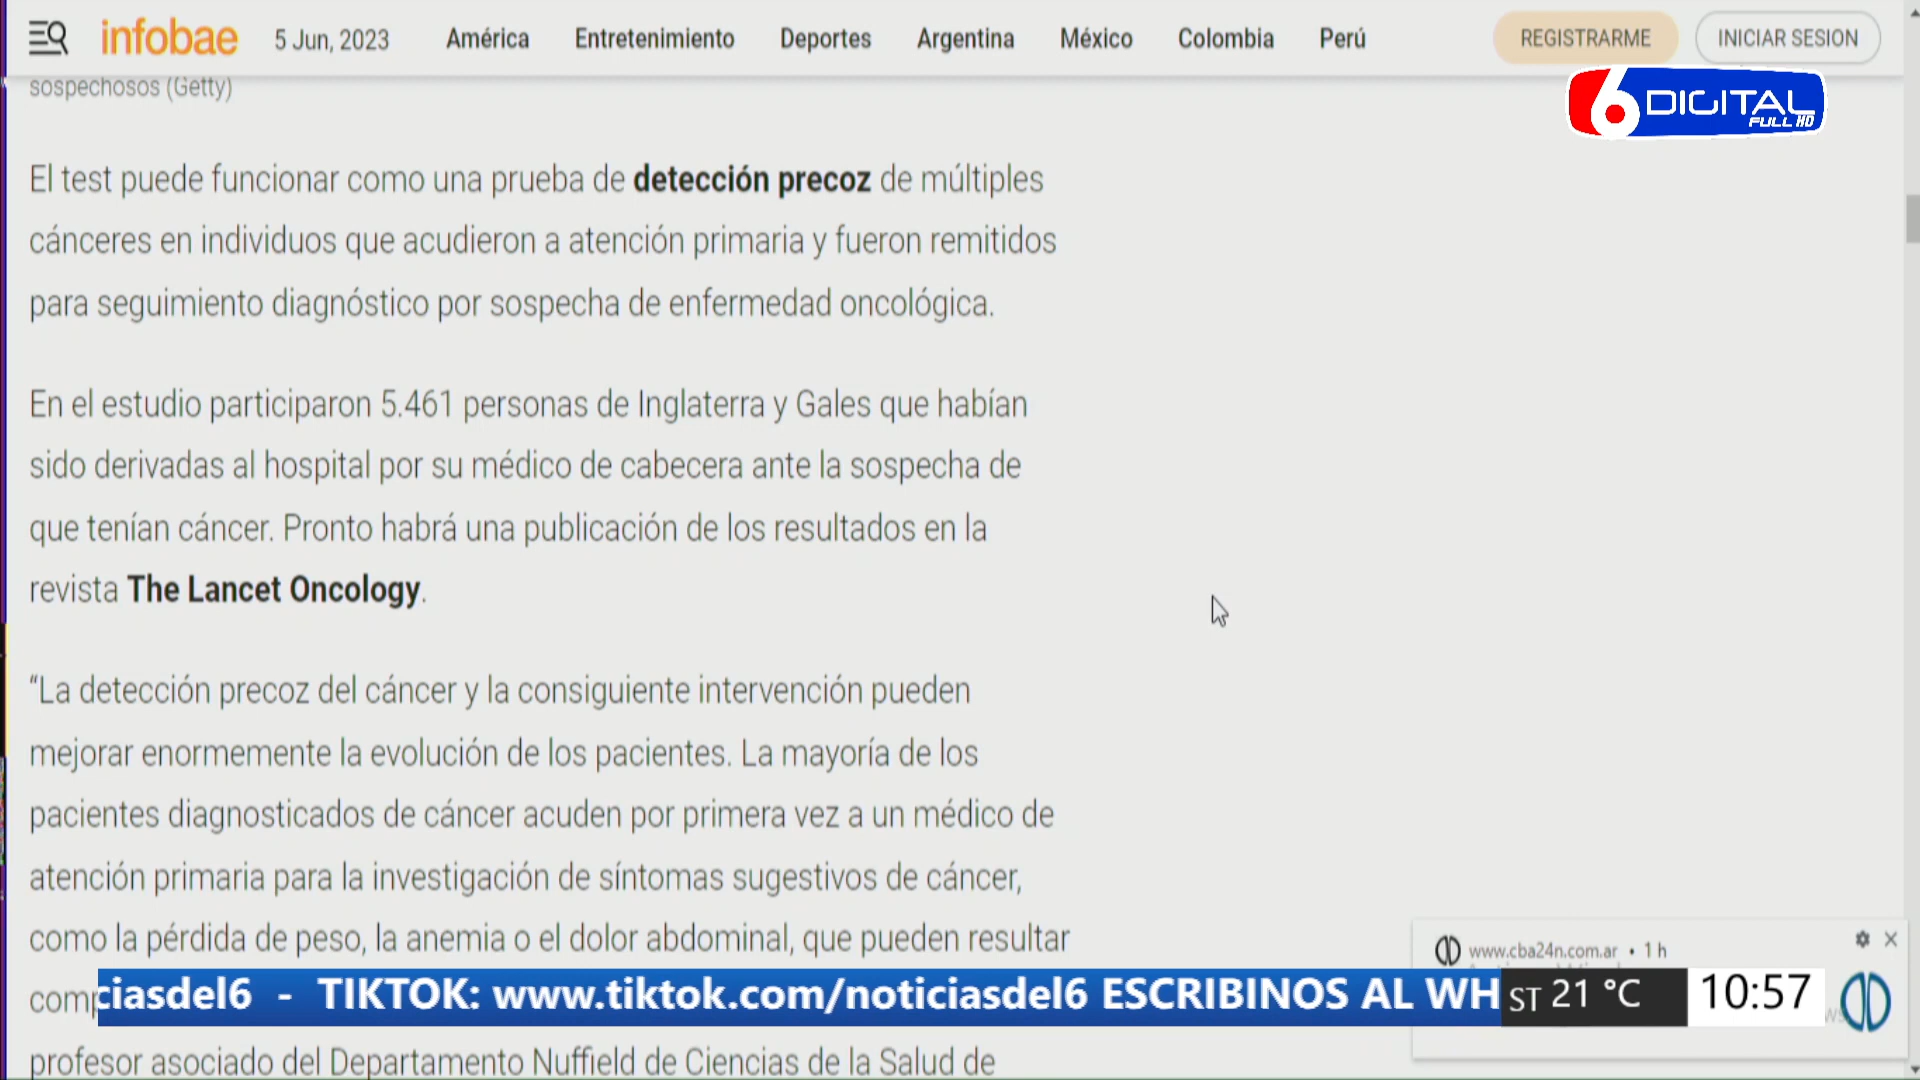 infobae
5 Jun, 2023
América Entretenimiento Deportes Argentina México Colombia Perú
REGISTRARME INICIAR SESION
sospechosos (Getty)
6 DIGITAL
FULL HD
El test puede funcionar como una prueba de detección precoz de múltiples
cánceres en individuos que acudieron a atención primaria y fueron remitidos
para seguimiento diagnóstico por sospecha de enfermedad oncológica.
En el estudio participaron 5.461 personas de Inglaterra y Gales que habían
sido derivadas al hospital por su médico de cabecera ante la sospecha de
que tenían cáncer. Pronto habrá una publicación de los resultados en la
revista The Lancet Oncology.
“La detección precoz del cáncer y la consiguiente intervención pueden
mejorar enormemente la evolución de los pacientes. La mayoría de los
pacientes diagnosticados de cáncer acuden por primera vez a un médico de
atención primaria para la investigación de síntomas sugestivos de cáncer,
como la pérdida de peso, la anemia o el dolor abdominal, que pueden resultar
www.cba24n.com.ar • 1 h
ciasdel6 - TIKTOK: www.tiktok.com/noticiasdel6 ESCRIBINOS AL WH
ST 21 °C
10:57
profesor asociado del Departamento Nuffield de Ciencias de la Salud de